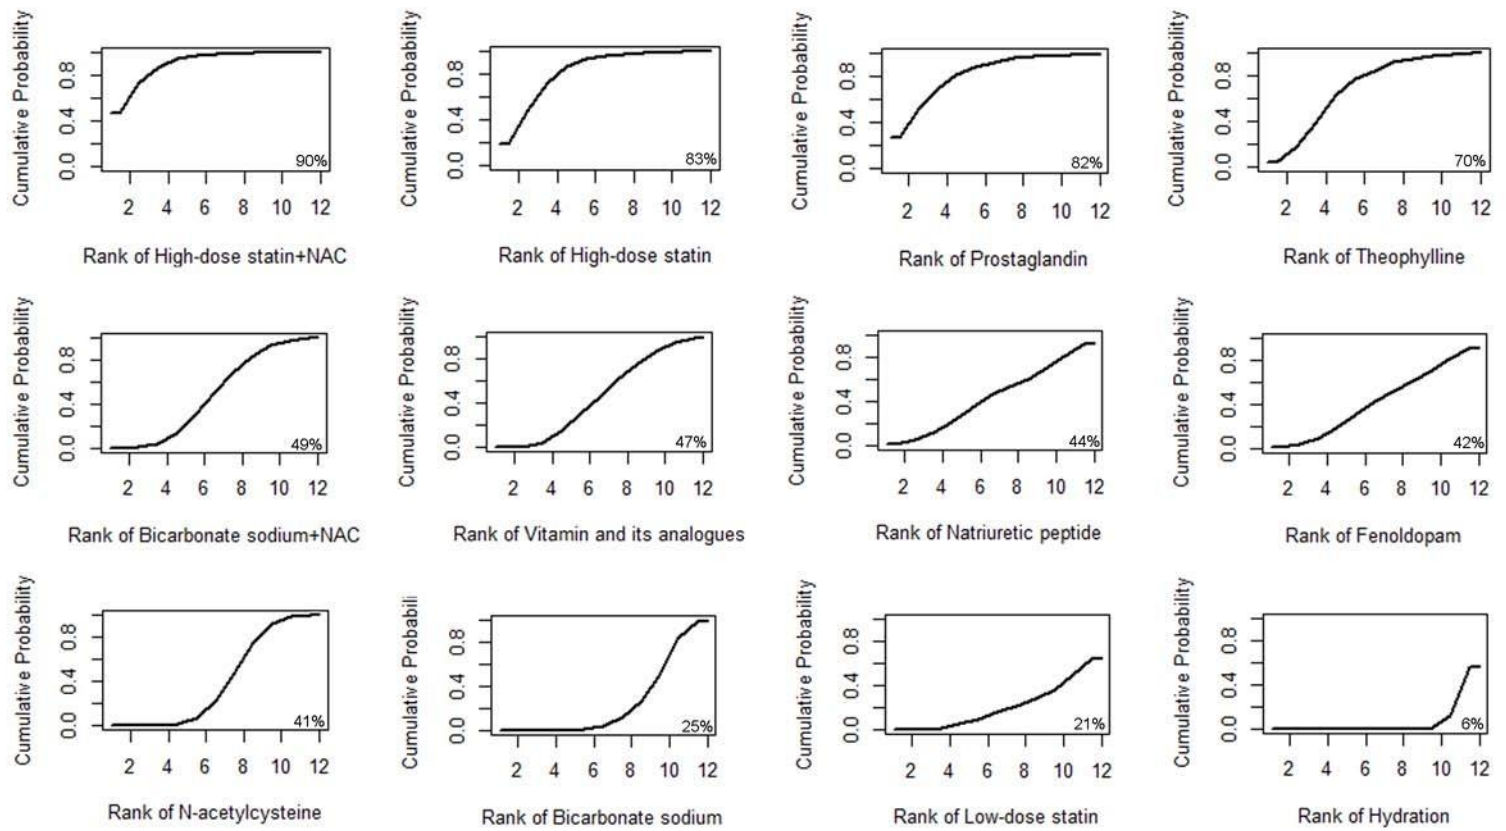 Cumulative Probability
0.0 0.4 0.8
90%
2 4 6 8 10 12
Rank of High-dose statin+NAC
Cumulative Probability
0.0 0.4 0.8
83%
2 4 6 8 10 12
Rank of High-dose statin
Cumulative Probability
0.0 0.4 0.8
82%
2 4 6 8 10 12
Rank of Prostaglandin
Cumulative Probability
0.0 0.4 0.8
70%
2 4 6 8 10 12
Rank of Theophylline
Cumulative Probability
0.0 0.4 0.8
49%
2 4 6 8 10 12
Rank of Bicarbonate sodium+NAC
Cumulative Probability
0.0 0.4 0.8
47%
2 4 6 8 10 12
Rank of Vitamin and its analogues
Cumulative Probability
0.0 0.4 0.8
44%
2 4 6 8 10 12
Rank of Natriuretic peptide
Cumulative Probability
0.0 0.4 0.8
42%
2 4 6 8 10 12
Rank of Fenoldopam
Cumulative Probability
0.0 0.4 0.8
41%
2 4 6 8 10 12
Rank of N-acetylcysteine
Cumulative Probabili
0.0 0.4 0.8
25%
2 4 6 8 10 12
Rank of Bicarbonate sodium
Cumulative Probability
0.0 0.4 0.8
21%
2 4 6 8 10 12
Rank of Low-dose statin
Cumulative Probability
0.0 0.4 0.8
6%
2 4 6 8 10 12
Rank of Hydration